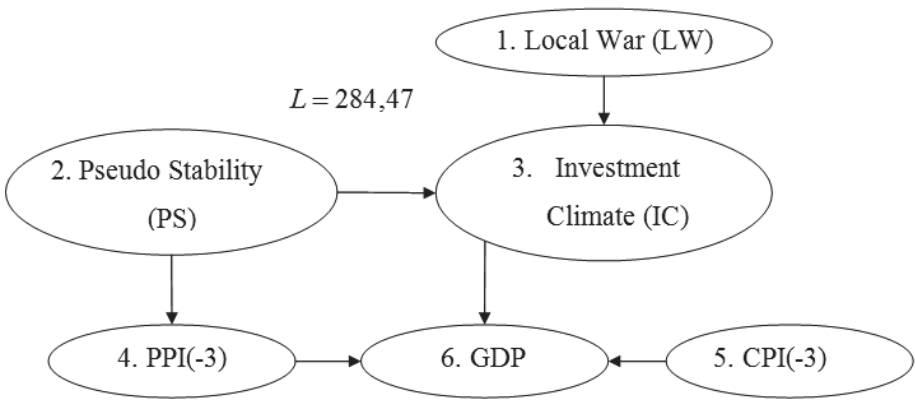 1. Local War (LW)
L = 284,47
2. Pseudo Stability
(PS)
3. Investment
Climate (IC)
4. PPI(-3)
6. GDP
5. CPI(-3)